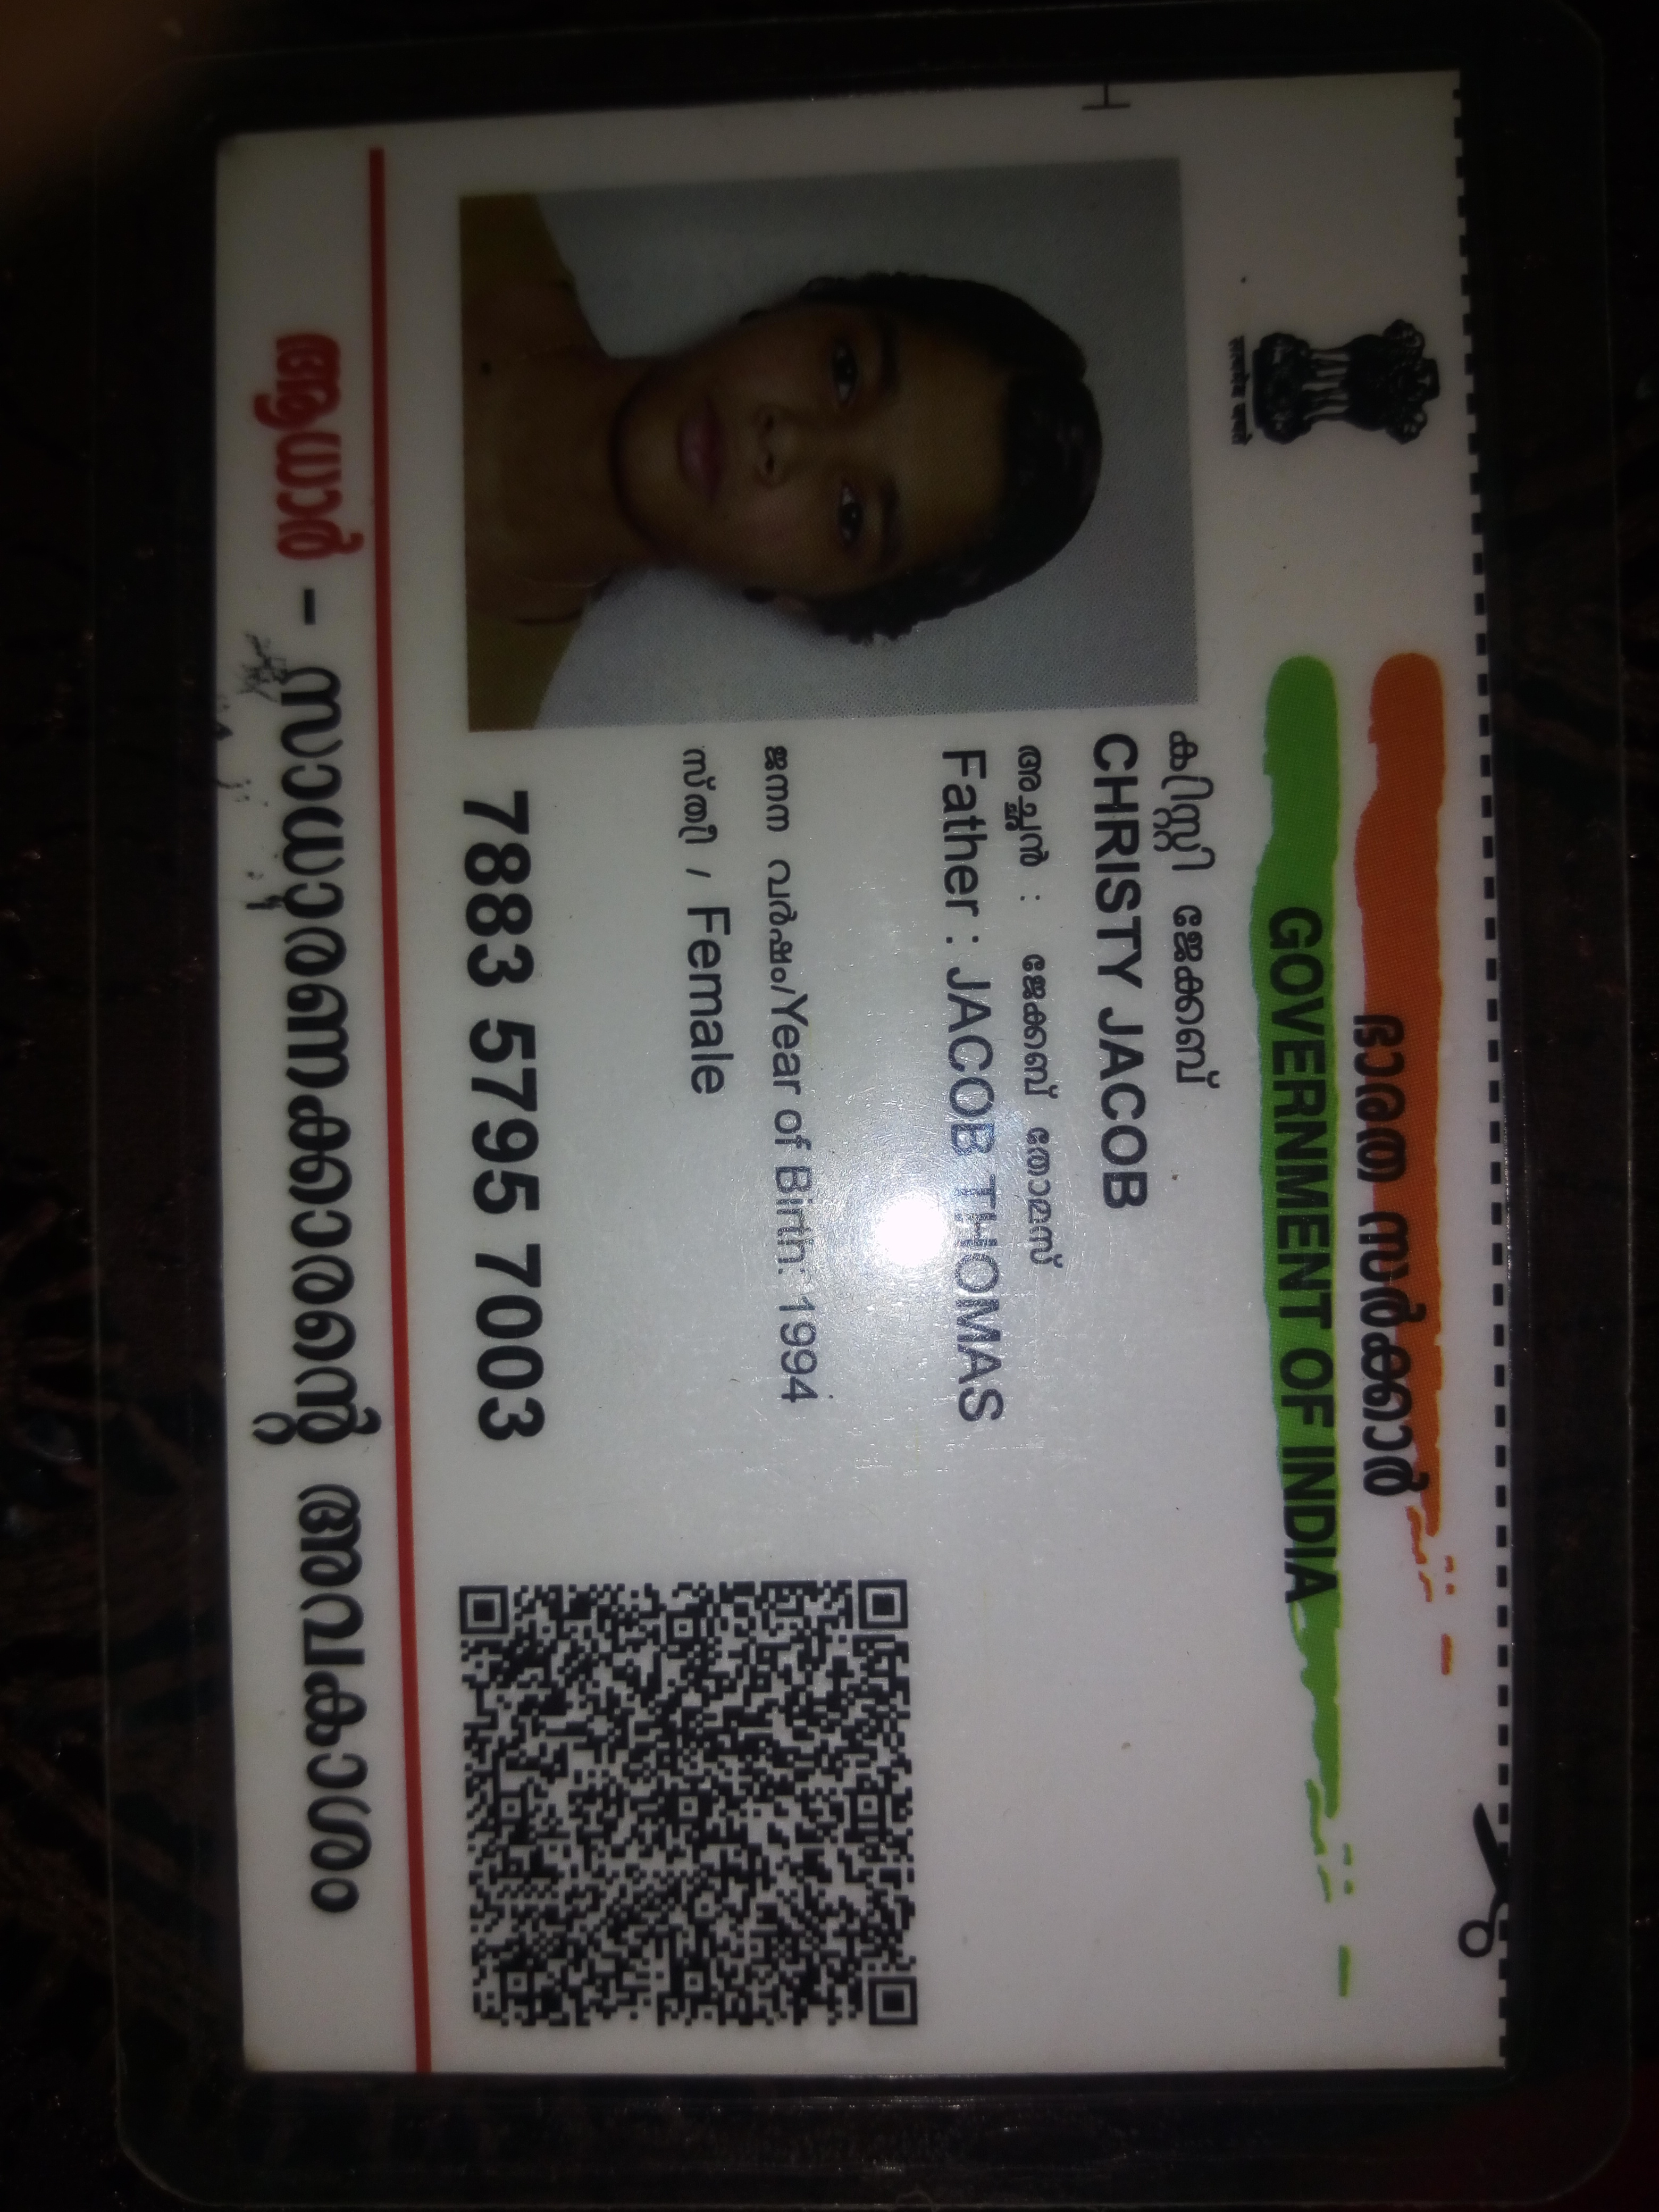 ഭാരത സർക്കാർ
GOVERNMENT OF INDIA
सत्यमेव जयते
ക്രിസ്റ്റി ജേക്കബ്
CHRISTY JACOB
അച്ഛൻ : ജേക്കബ് തോമസ്
Father : JACOB THOMAS
ജനന വർഷം/Year of Birth: 1994
സ്ത്രീ / Female
7883 5795 7003
ആധാർ - സാധാരണക്കാരന്റെ അവകാശം